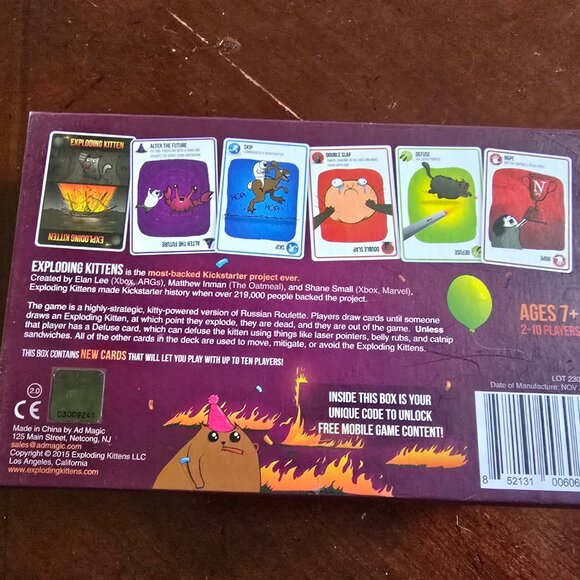 EXPLODING KITTEN
EXPLODING KITTEN
ALTER THE FUTURE
ALTER THE FUTURE
SKIP
HOP!
HOP!
SKIP
DOUBLE SLAP
DOUBLE SLAP
DEFUSE
DEFUSE
NOPE
N
NOPE
EXPLODING KITTENS is the most-backed Kickstarter project ever.
Created by Elan Lee (Xbox, ARGs), Matthew Inman (The Oatmeal), and Shane Small (Xbox, Marvel),
Exploding Kittens made Kickstarter history when over 219,000 people backed the project.
The game is a highly-strategic, kitty-powered version of Russian Roulette. Players draw cards until someone
draws an Exploding Kitten, at which point they explode, they are dead, and they are out of the game. Unless
that player has a Defuse card, which can defuse the kitten using things like laser pointers, belly rubs, and catnip
sandwiches. All of the other cards in the deck are used to move, mitigate, or avoid the Exploding Kittens.
THIS BOX CONTAINS NEW CARDS THAT WILL LET YOU PLAY WITH UP TO TEN PLAYERS!
AGES 7+
2-10 PLAYERS
LOT 230
Date of Manufacture: NOV
2.0
CE
03009241
INSIDE THIS BOX IS YOUR
UNIQUE CODE TO UNLOCK
FREE MOBILE GAME CONTENT!
Made in China by Ad Magic
125 Main Street, Netcong, NJ
sales@admagic.com
Copyright © 2015 Exploding Kittens LLC
Los Angeles, California
www.explodingkittens.com
8 52131 00606